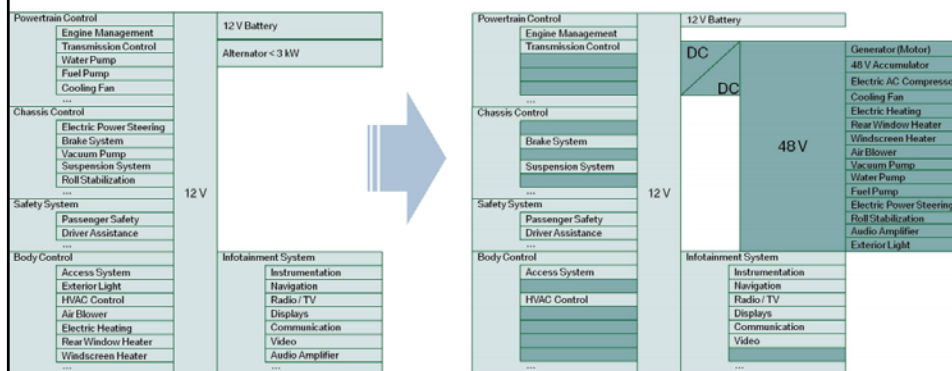 Powertrain Control
Engine Management
Transmission Control
Water Pump
Fuel Pump
Cooling Fan
...
Chassis Control
Electric Power Steering
Brake System
Vacuum Pump
Suspension System
Roll Stabilization
...
Safety System
Passenger Safety
Driver Assistance
...
Body Control
Access System
Exterior Light
HVAC Control
Air Blower
Electric Heating
Rear Window Heater
Windscreen Heater
...
12 V
12 V Battery
Alternator < 3 kW
Infotainment System
Instrumentation
Navigation
Radio / TV
Displays
Communication
Video
Audio Amplifier
...
Powertrain Control
Engine Management
Transmission Control
...
Chassis Control
Brake System
Suspension System
...
Safety System
Passenger Safety
Driver Assistance
...
Body Control
Access System
HVAC Control
...
12 V
12 V Battery
DC
DC
48 V
Generator (Motor)
48 V Accumulator
Electric AC Compresso
Cooling Fan
Electric Heating
Rear Window Heater
Windscreen Heater
Air Blower
Vacuum Pump
Water Pump
Fuel Pump
Electric Power Steering
Roll Stabilization
Audio Amplifier
Exterior Light
Infotainment System
Instrumentation
Navigation
Radio / TV
Displays
Communication
Video
...